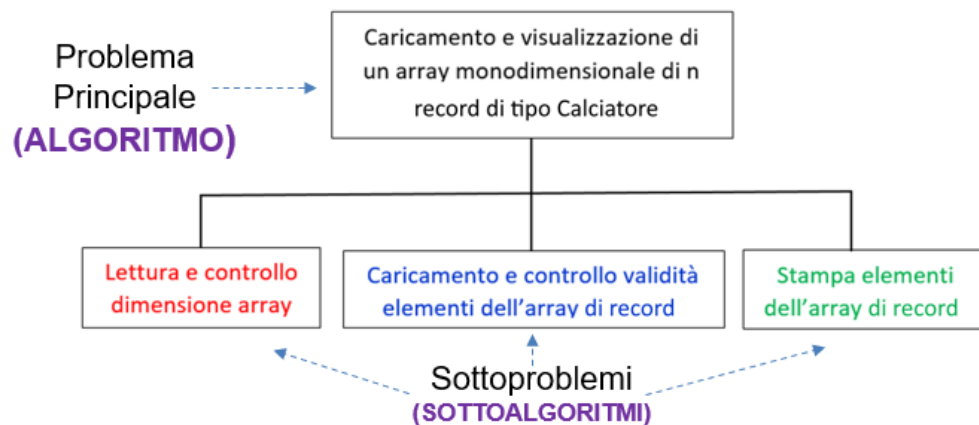 Problema
Principale
(ALGORITMO)
Caricamento e visualizzazione di
un array monodimensionale di n
record di tipo Calciatore
Lettura e controllo
dimensione array
Caricamento e controllo validità
elementi dell'array di record
Stampa elementi
dell'array di record
Sottoproblemi
(SOTTOALGORITMI)